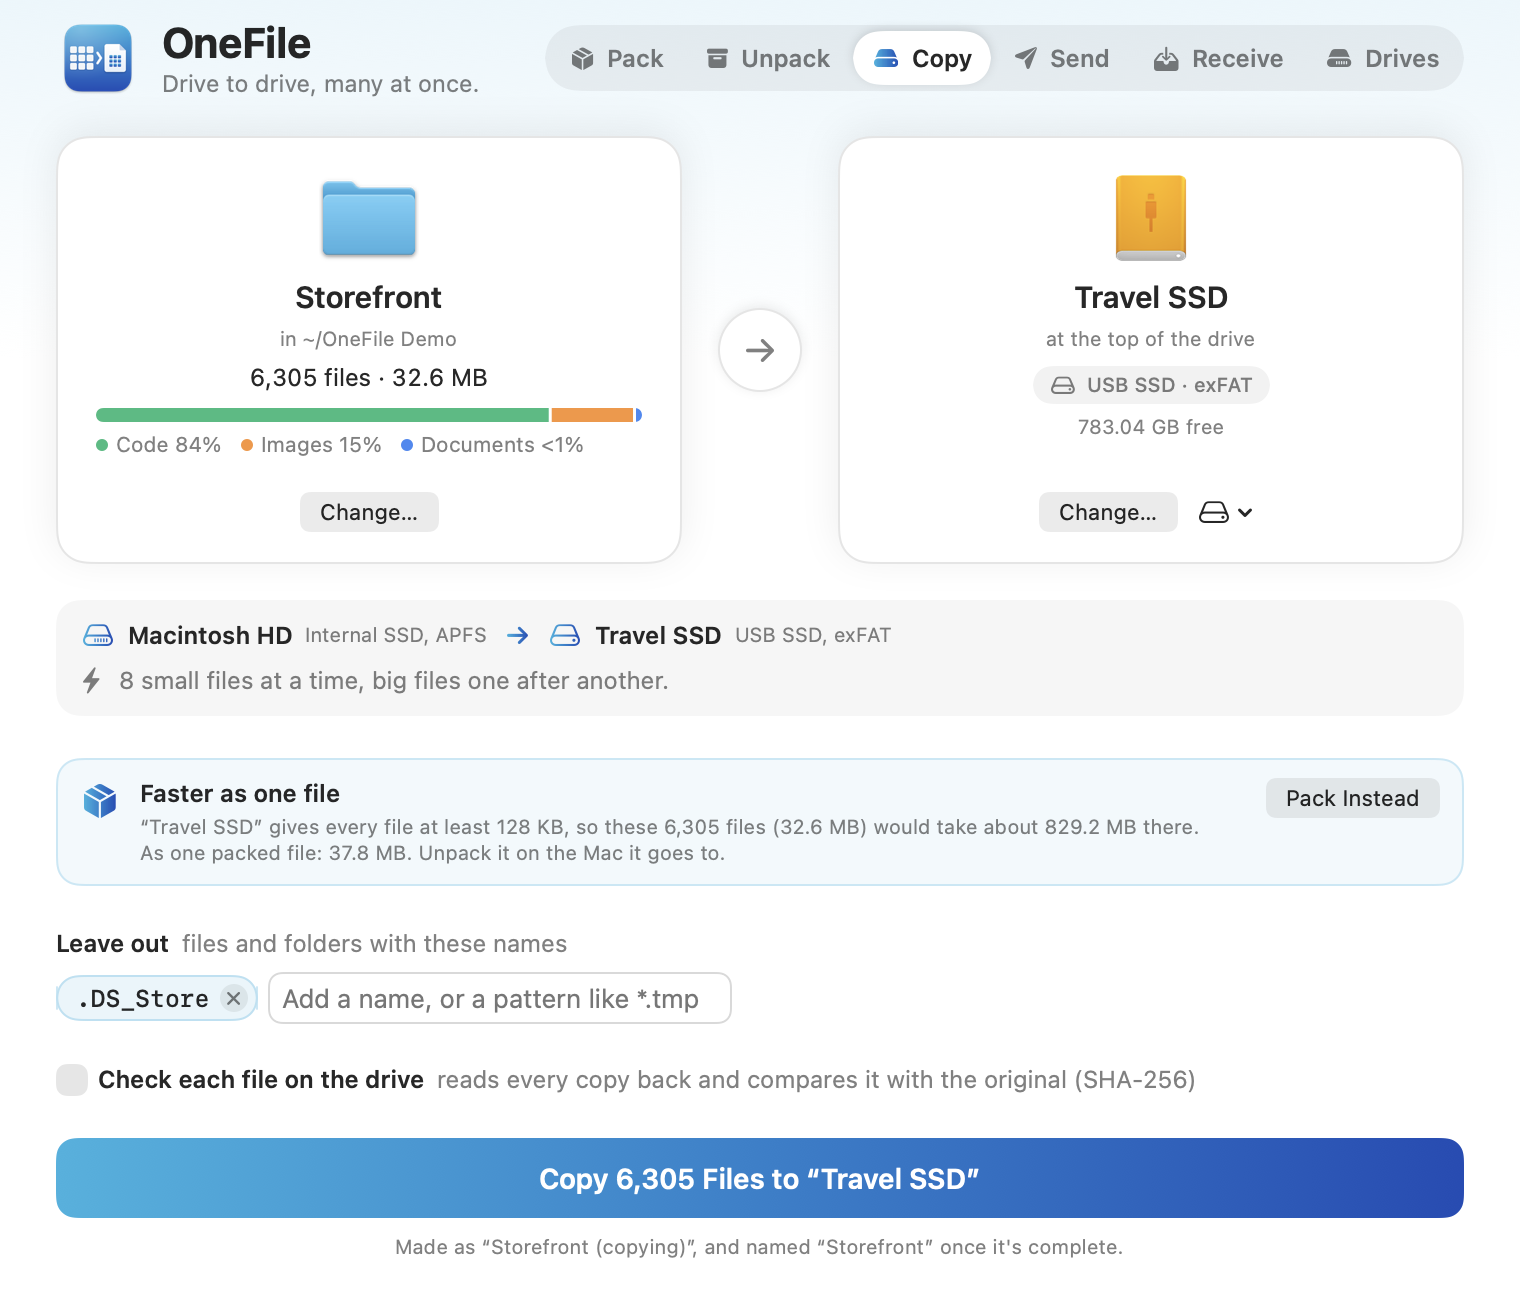 OneFile
Drive to drive, many at once.
Pack
Unpack
Copy
Send
Receive
Drives
Storefront
in ~/OneFile Demo
6,305 files · 32.6 MB
Code 84%
Images 15%
Documents <1%
Change...
Travel SSD
at the top of the drive
USB SSD · exFAT
783.04 GB free
Change...
Macintosh HD Internal SSD, APFS → Travel SSD USB SSD, exFAT
8 small files at a time, big files one after another.
Faster as one file
“Travel SSD” gives every file at least 128 KB, so these 6,305 files (32.6 MB) would take about 829.2 MB there.
As one packed file: 37.8 MB. Unpack it on the Mac it goes to.
Pack Instead
Leave out files and folders with these names
.DS_Store
Add a name, or a pattern like *.tmp
Check each file on the drive reads every copy back and compares it with the original (SHA-256)
Copy 6,305 Files to “Travel SSD”
Made as “Storefront (copying)”, and named “Storefront” once it's complete.